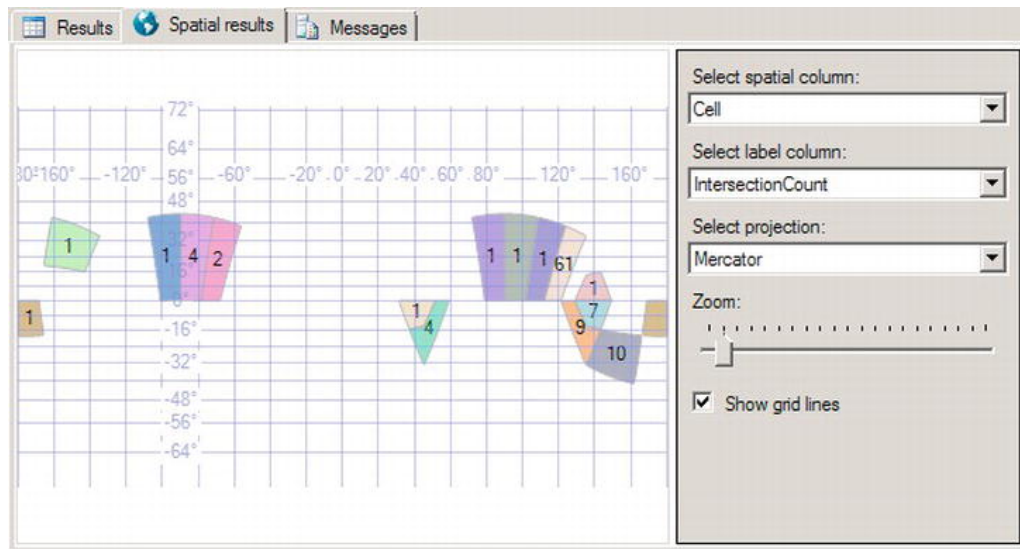 Results Spatial results Messages
Select spatial column:
Cell
Select label column:
IntersectionCount
Select projection:
Mercator
Zoom:
Show grid lines
72°
64°
160° -120° 56° -60° -20° 0° 20° 40° 60° 80° 120° 160°
48°
32°
1 1 4 2 1 1 1 61
16°
1
0°
1 1 7
-16° 4 9
-32° 10
-48°
-56°
-64°